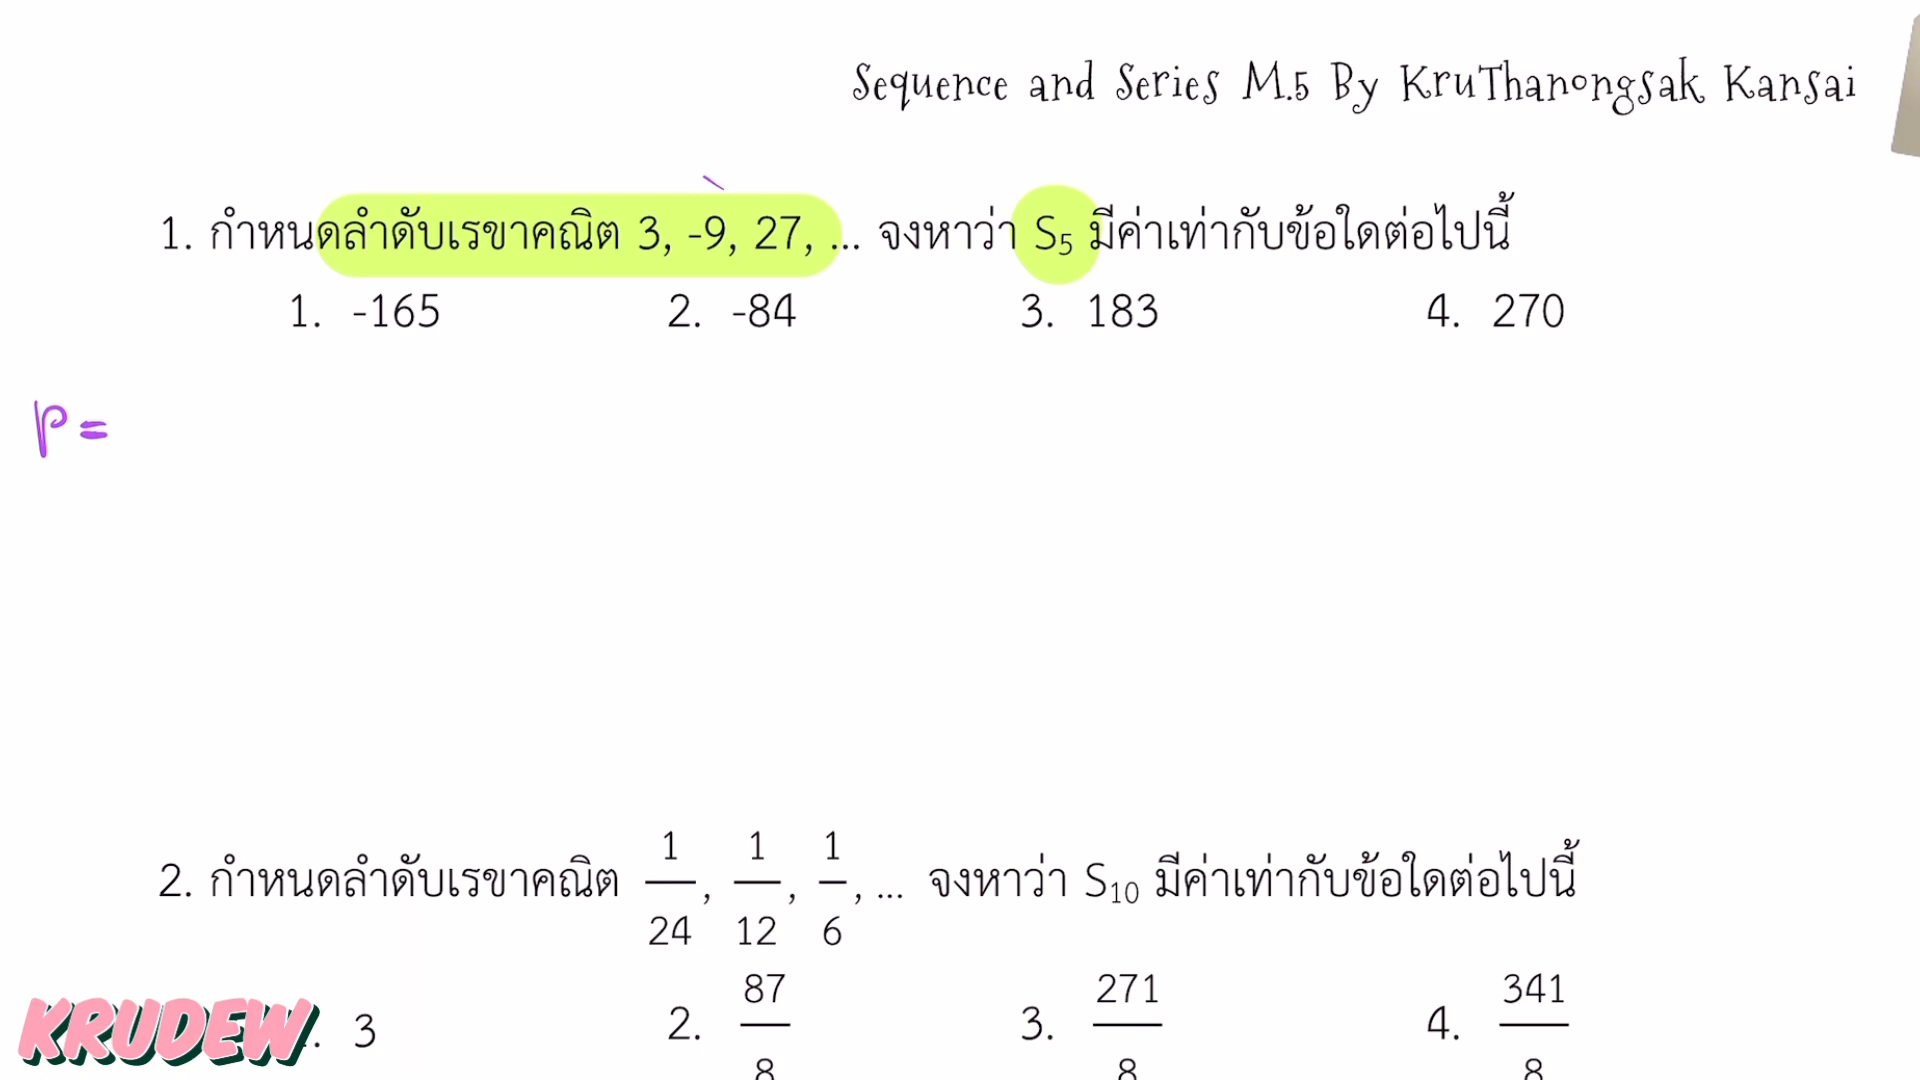 Sequence and Series M.5 By KruThanongsak Kansai
1. กำหนดลำดับเรขาคณิต 3, -9, 27, ... จงหาว่า S₅ มีค่าเท่ากับข้อใดต่อไปนี้
1. -165 2. -84 3. 183 4. 270
r =
2. กำหนดลำดับเรขาคณิต 1/24, 1/12, 1/6, ... จงหาว่า S₁₀ มีค่าเท่ากับข้อใดต่อไปนี้
3 2. 87/8 3. 271/8 4. 341/8
KRUDEW